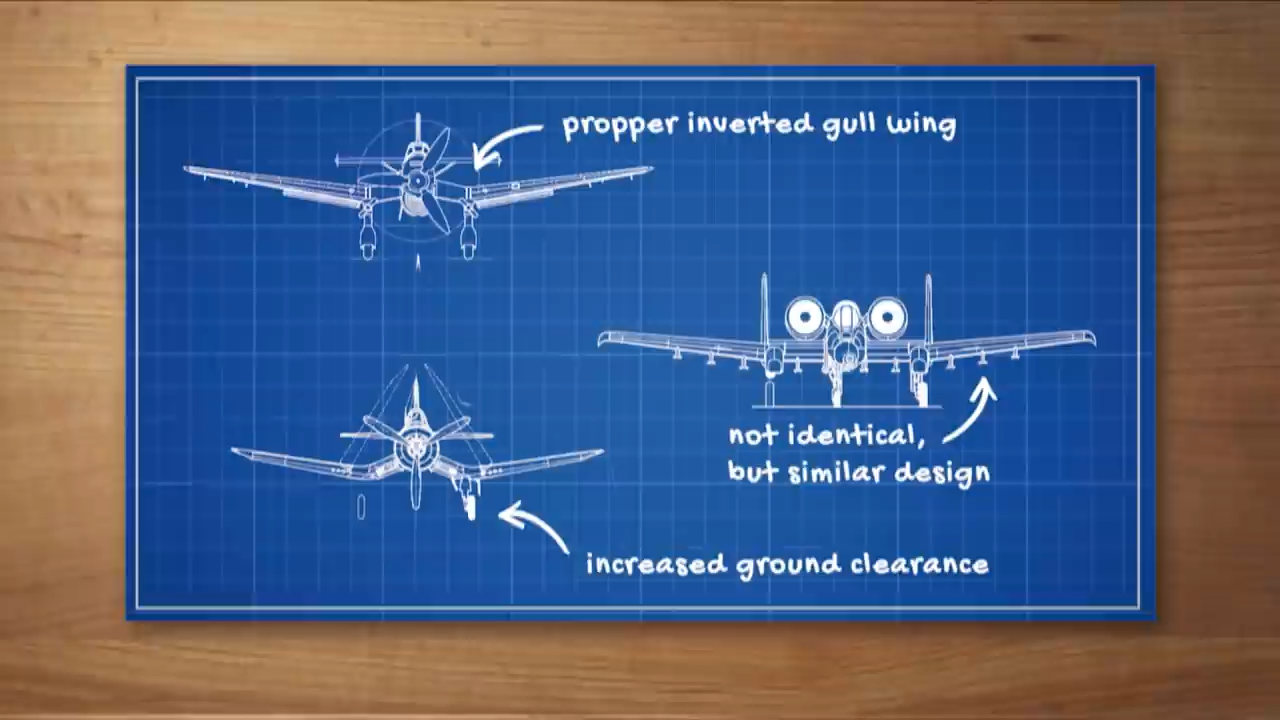 propper inverted gull wing
not identical,
but similar design
increased ground clearance